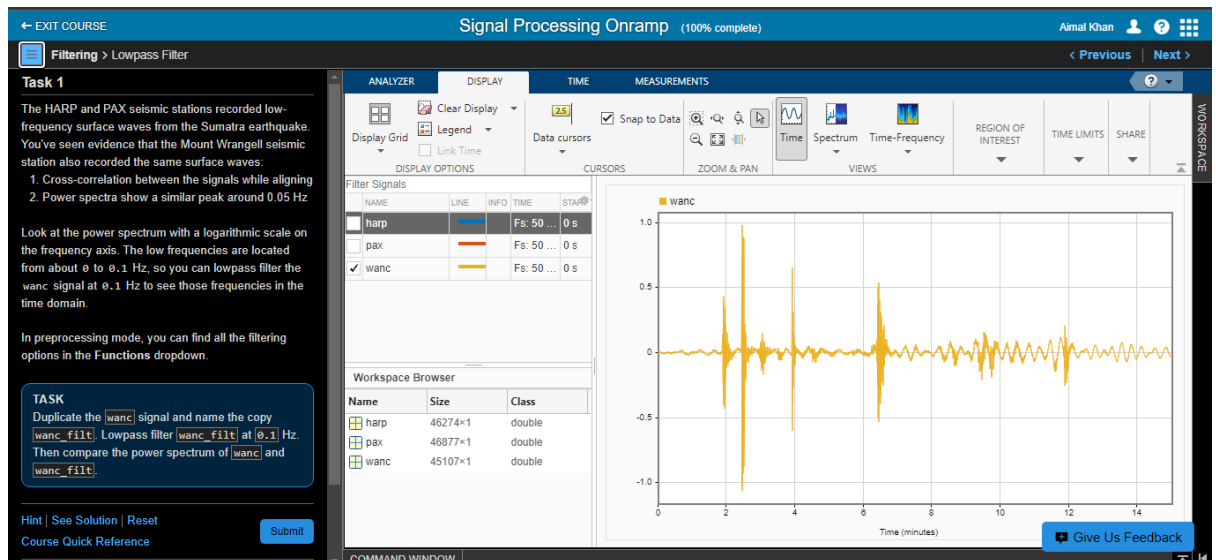 ← EXIT COURSE
Signal Processing Onramp (100% complete)
Aimal Khan
Filtering > Lowpass Filter
< Previous | Next >
Task 1
The HARP and PAX seismic stations recorded low-
frequency surface waves from the Sumatra earthquake.
You've seen evidence that the Mount Wrangell seismic
station also recorded the same surface waves:
1. Cross-correlation between the signals while aligning
2. Power spectra show a similar peak around 0.05 Hz
Look at the power spectrum with a logarithmic scale on
the frequency axis. The low frequencies are located
from about 0 to 0.1 Hz, so you can lowpass filter the
wanc signal at 0.1 Hz to see those frequencies in the
time domain.
In preprocessing mode, you can find all the filtering
options in the Functions dropdown.
TASK
Duplicate the wanc signal and name the copy
wanc_filt. Lowpass filter wanc_filt at 0.1 Hz.
Then compare the power spectrum of wanc and
wanc_filt.
Hint | See Solution | Reset
Course Quick Reference
Submit
ANALYZER DISPLAY TIME MEASUREMENTS
?
Display Grid
Clear Display
Legend
Link Time
DISPLAY OPTIONS
2.5
Data cursors
Snap to Data
CURSORS
ZOOM & PAN
Time
Spectrum
Time-Frequency
VIEWS
REGION OF
INTEREST
TIME LIMITS
SHARE
WORKSPACE
Filter Signals
NAME LINE INFO TIME
harp Fs: 50 ... 0 s
pax Fs: 50 ... 0 s
wanc Fs: 50 ... 0 s
Workspace Browser
Name Size Class
harp 46274×1 double
pax 46877×1 double
wanc 45107×1 double
wanc
1.0
0.5
0
-0.5
-1.0
0 2 4 6 8 10 12 14
Time (minutes)
Give Us Feedback
COMMAND WINDOW